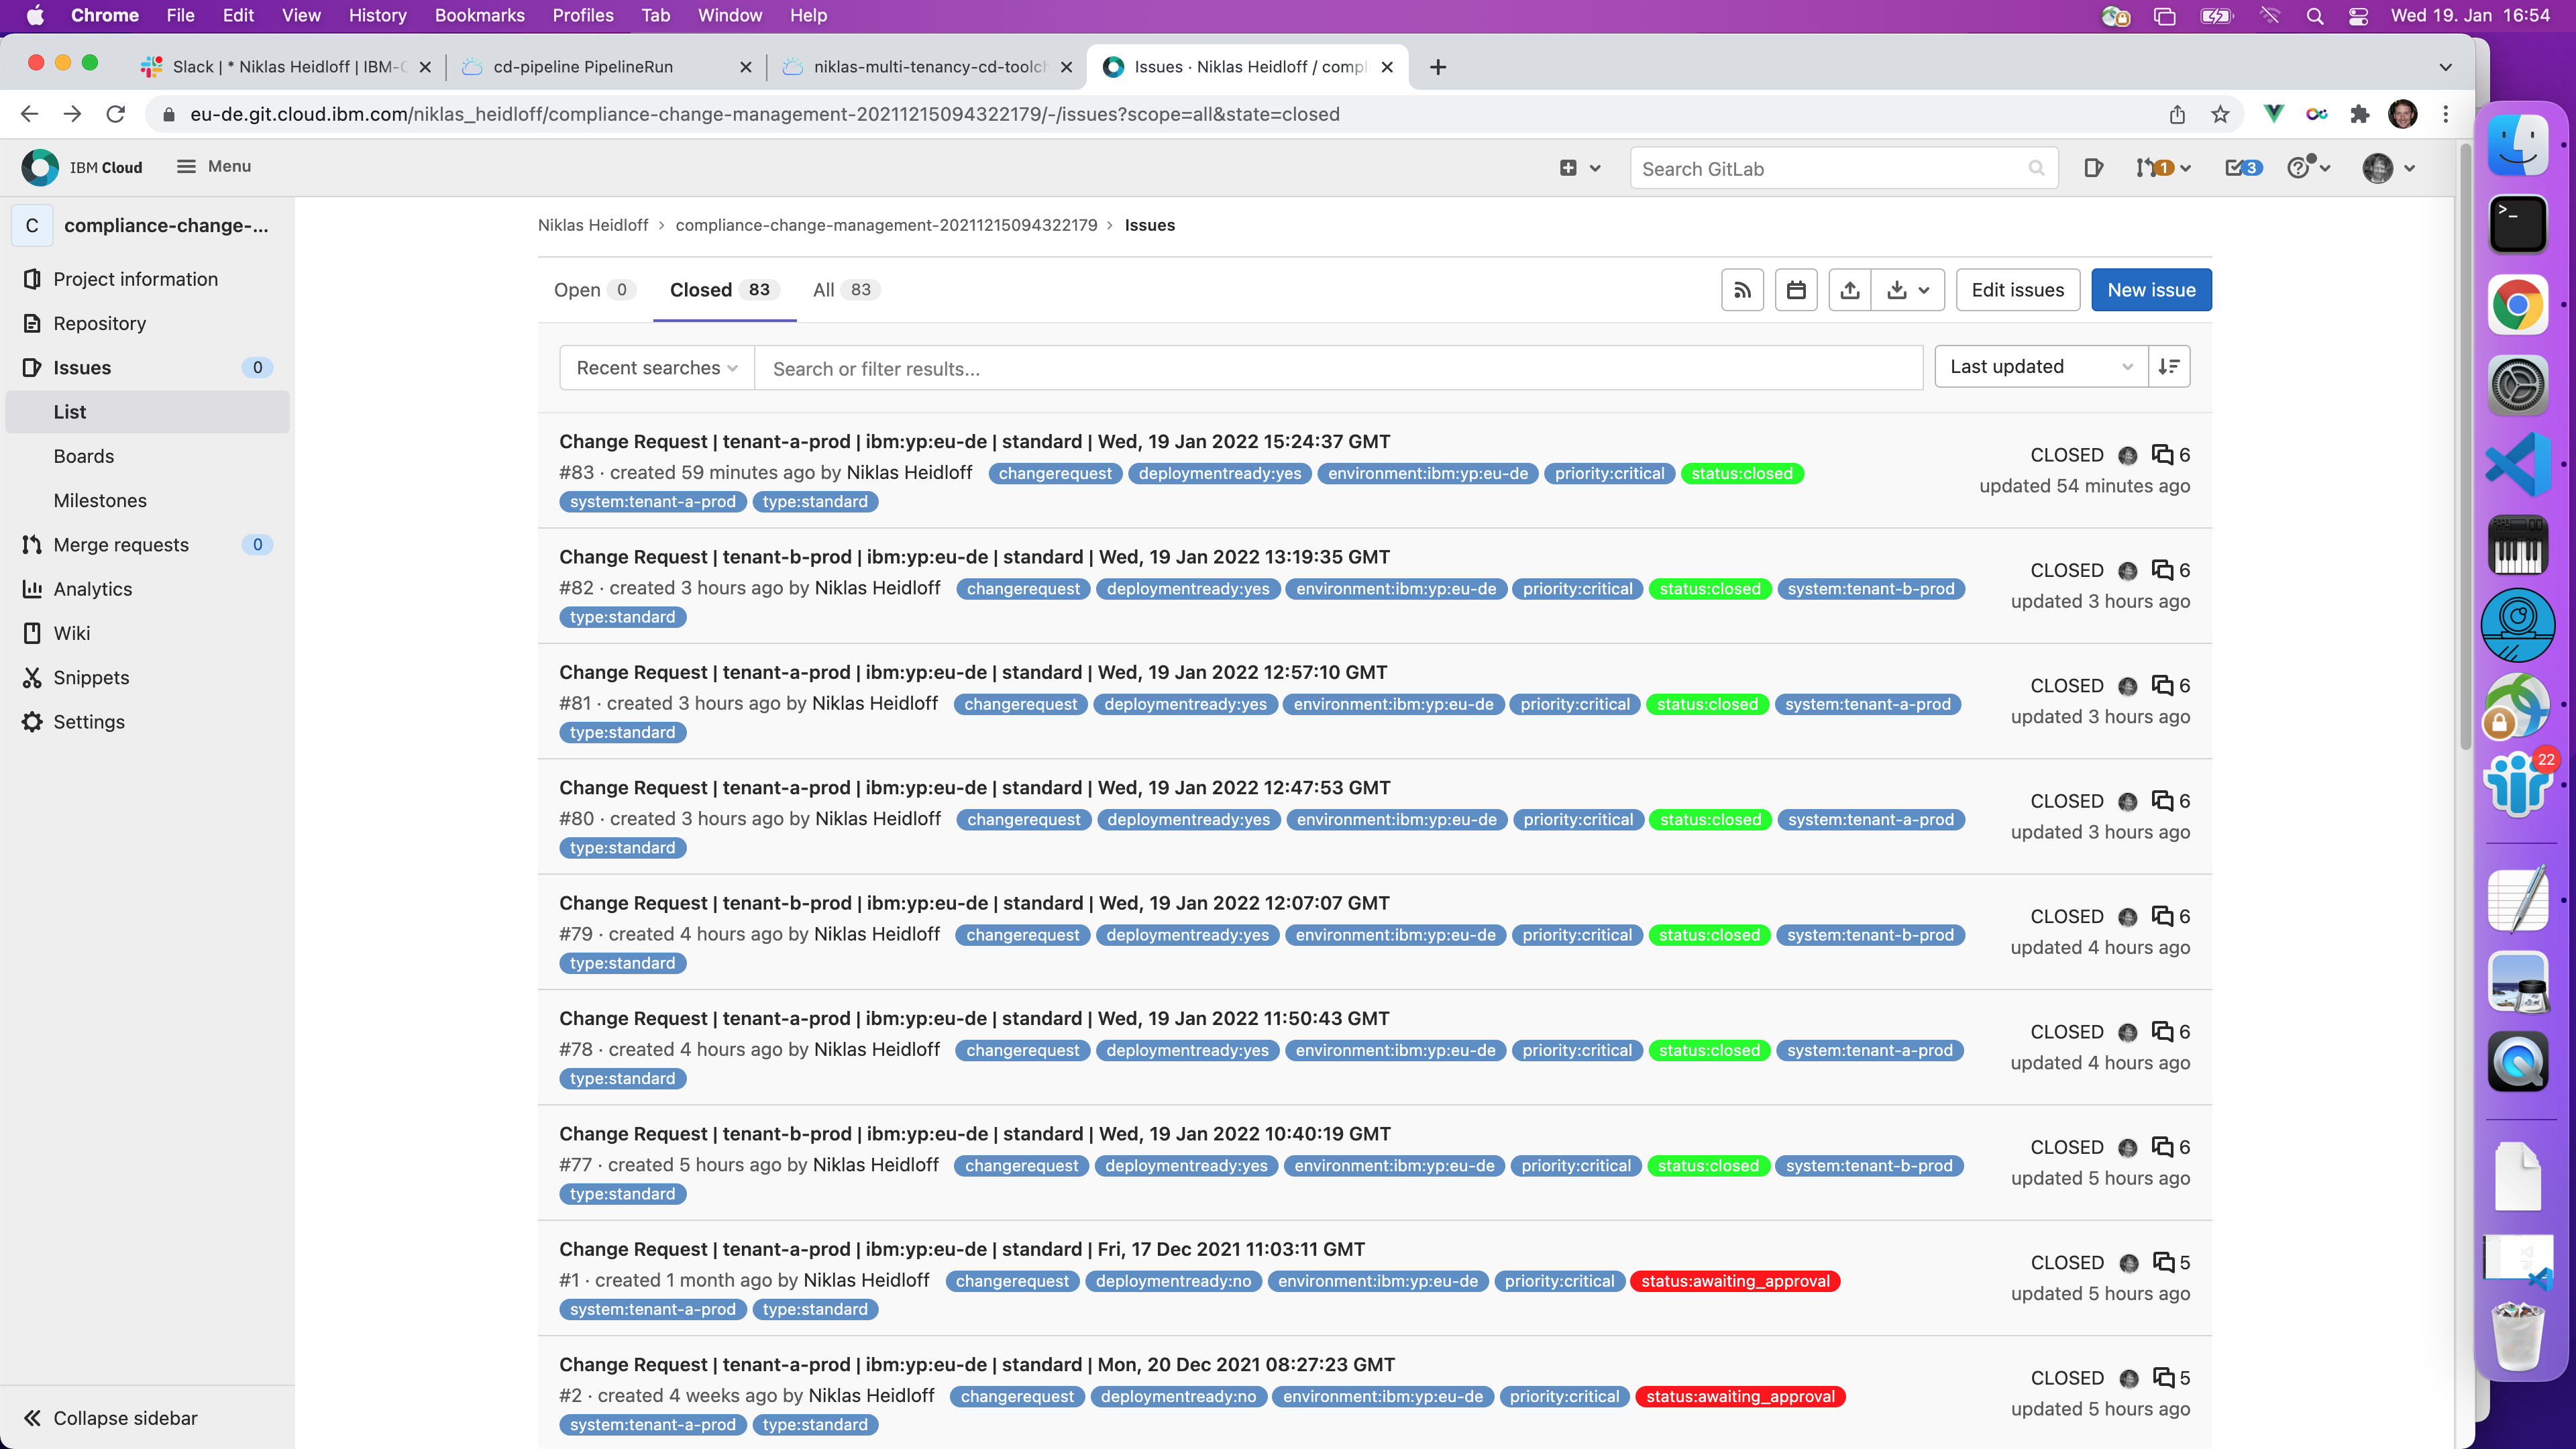 Chrome File Edit View History Bookmarks Profiles Tab Window Help Wed 19. Jan 16:54
Slack | * Niklas Heidloff | IBM-C cd-pipeline PipelineRun niklas-multi-tenancy-cd-toolch Issues · Niklas Heidloff / compl
eu-de.git.cloud.ibm.com/niklas_heidloff/compliance-change-management-20211215094322179/-/issues?scope=all&state=closed
IBM Cloud Menu Search GitLab 1 3
C compliance-change-...
Project information
Repository
Issues 0
List
Boards
Milestones
Merge requests 0
Analytics
Wiki
Snippets
Settings
Collapse sidebar
Niklas Heidloff > compliance-change-management-20211215094322179 > Issues
Open 0 Closed 83 All 83 Edit issues New issue
Recent searches Search or filter results... Last updated
Change Request | tenant-a-prod | ibm:yp:eu-de | standard | Wed, 19 Jan 2022 15:24:37 GMT
CLOSED 6
#83 · created 59 minutes ago by Niklas Heidloff changerequest deploymentready:yes environment:ibm:yp:eu-de priority:critical status:closed
updated 54 minutes ago
system:tenant-a-prod type:standard
Change Request | tenant-b-prod | ibm:yp:eu-de | standard | Wed, 19 Jan 2022 13:19:35 GMT
CLOSED 6
#82 · created 3 hours ago by Niklas Heidloff changerequest deploymentready:yes environment:ibm:yp:eu-de priority:critical status:closed system:tenant-b-prod
updated 3 hours ago
type:standard
Change Request | tenant-a-prod | ibm:yp:eu-de | standard | Wed, 19 Jan 2022 12:57:10 GMT
CLOSED 6
#81 · created 3 hours ago by Niklas Heidloff changerequest deploymentready:yes environment:ibm:yp:eu-de priority:critical status:closed system:tenant-a-prod
updated 3 hours ago
type:standard
Change Request | tenant-a-prod | ibm:yp:eu-de | standard | Wed, 19 Jan 2022 12:47:53 GMT
CLOSED 6
#80 · created 3 hours ago by Niklas Heidloff changerequest deploymentready:yes environment:ibm:yp:eu-de priority:critical status:closed system:tenant-a-prod
updated 3 hours ago
type:standard
Change Request | tenant-b-prod | ibm:yp:eu-de | standard | Wed, 19 Jan 2022 12:07:07 GMT
CLOSED 6
#79 · created 4 hours ago by Niklas Heidloff changerequest deploymentready:yes environment:ibm:yp:eu-de priority:critical status:closed system:tenant-b-prod
updated 4 hours ago
type:standard
Change Request | tenant-a-prod | ibm:yp:eu-de | standard | Wed, 19 Jan 2022 11:50:43 GMT
CLOSED 6
#78 · created 4 hours ago by Niklas Heidloff changerequest deploymentready:yes environment:ibm:yp:eu-de priority:critical status:closed system:tenant-a-prod
updated 4 hours ago
type:standard
Change Request | tenant-b-prod | ibm:yp:eu-de | standard | Wed, 19 Jan 2022 10:40:19 GMT
CLOSED 6
#77 · created 5 hours ago by Niklas Heidloff changerequest deploymentready:yes environment:ibm:yp:eu-de priority:critical status:closed system:tenant-b-prod
updated 5 hours ago
type:standard
Change Request | tenant-a-prod | ibm:yp:eu-de | standard | Fri, 17 Dec 2021 11:03:11 GMT
CLOSED 5
#1 · created 1 month ago by Niklas Heidloff changerequest deploymentready:no environment:ibm:yp:eu-de priority:critical status:awaiting_approval
updated 5 hours ago
system:tenant-a-prod type:standard
Change Request | tenant-a-prod | ibm:yp:eu-de | standard | Mon, 20 Dec 2021 08:27:23 GMT
CLOSED 5
#2 · created 4 weeks ago by Niklas Heidloff changerequest deploymentready:no environment:ibm:yp:eu-de priority:critical status:awaiting_approval
updated 5 hours ago
system:tenant-a-prod type:standard
22